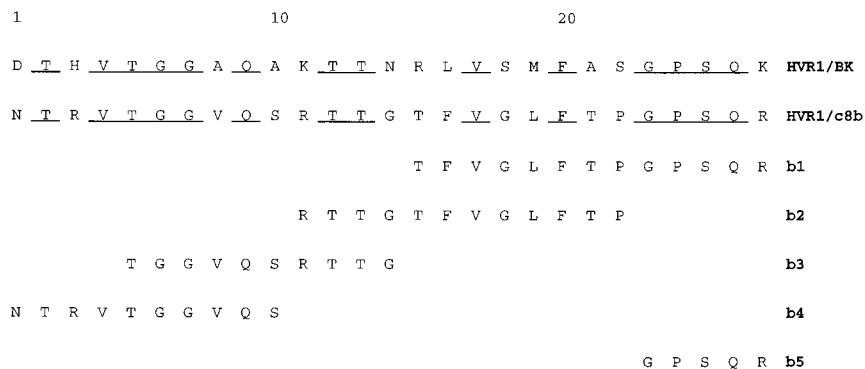 1 10 20
D T H V T G G A Q A K T T N R L V S M F A S G P S Q K HVR1/BK
N T R V T G G V Q S R T T G T F V G L F T P G P S Q R HVR1/c8b
T F V G L F T P G P S Q R b1
R T T G T F V G L F T P b2
T G G V Q S R T T G b3
N T R V T G G V Q S b4
G P S Q R b5